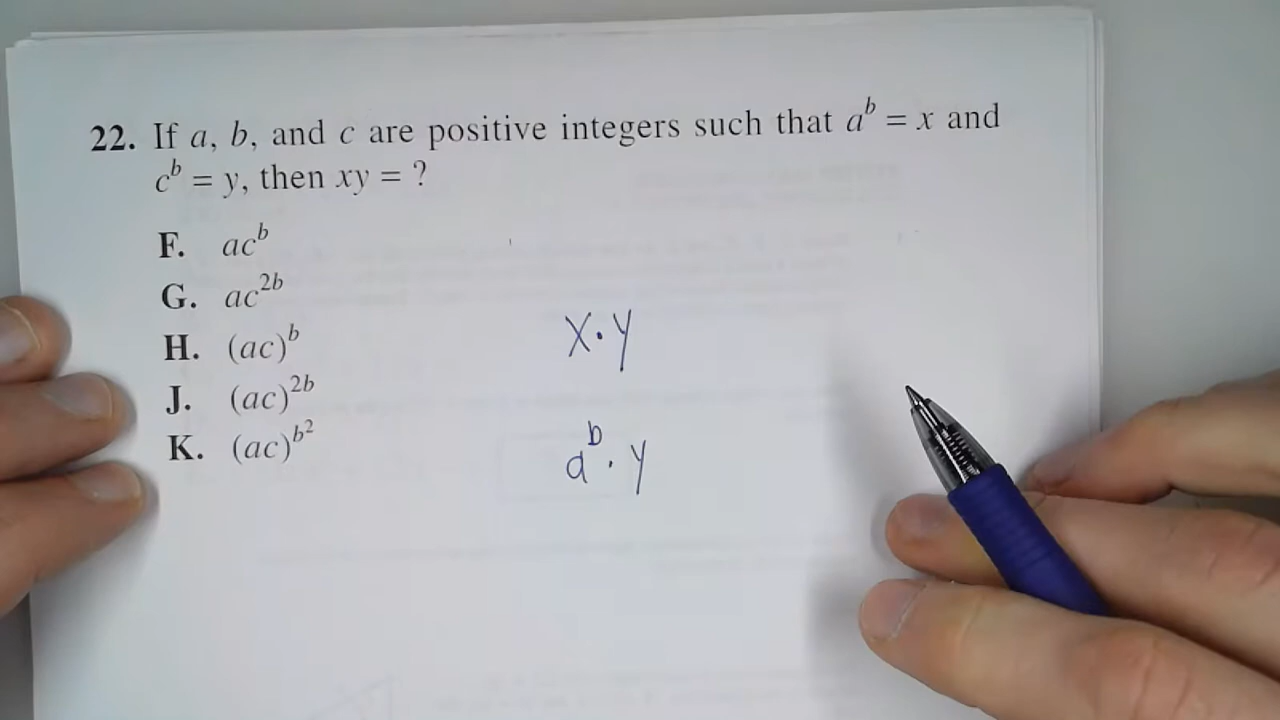 22. If a, b, and c are positive integers such that a^b = x and
c^b = y, then xy = ?
F. ac^b
G. ac^{2b}
H. (ac)^b
J. (ac)^{2b}
K. (ac)^{b^2}
x·y
a^b·y